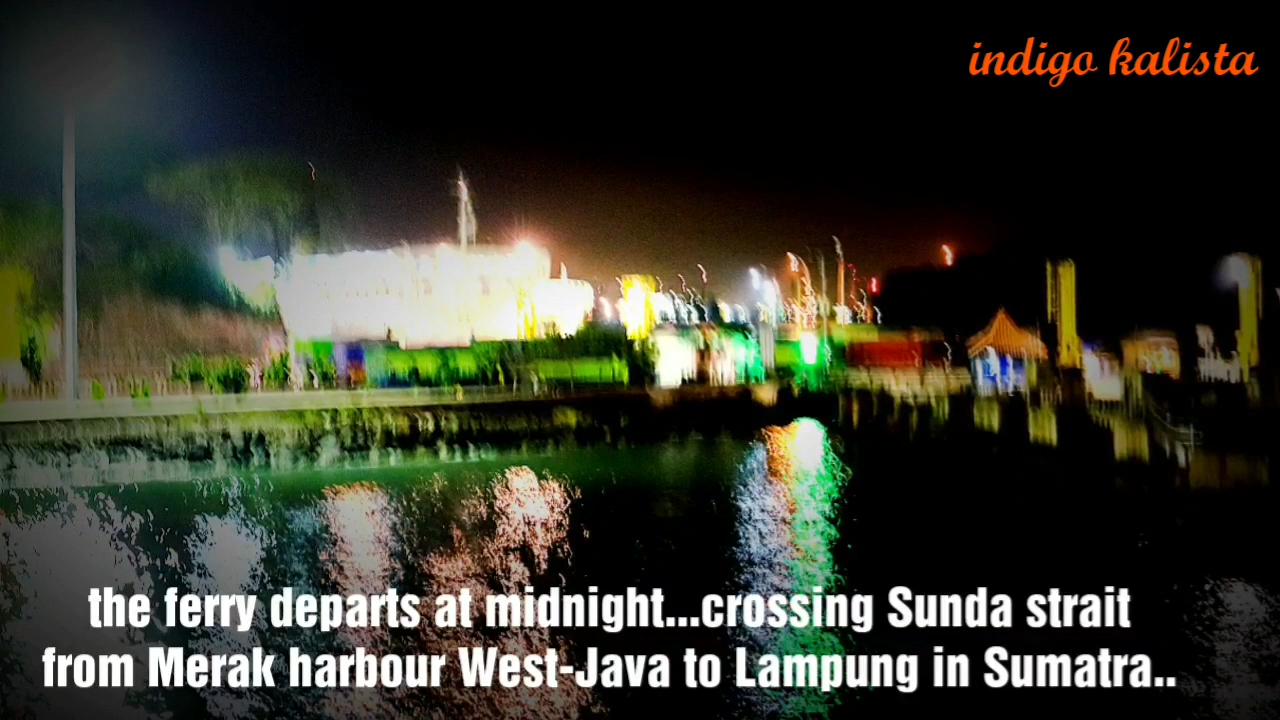 indigo kalista
the ferry departs at midnight...crossing Sunda strait
from Merak harbour West-Java to Lampung in Sumatra..